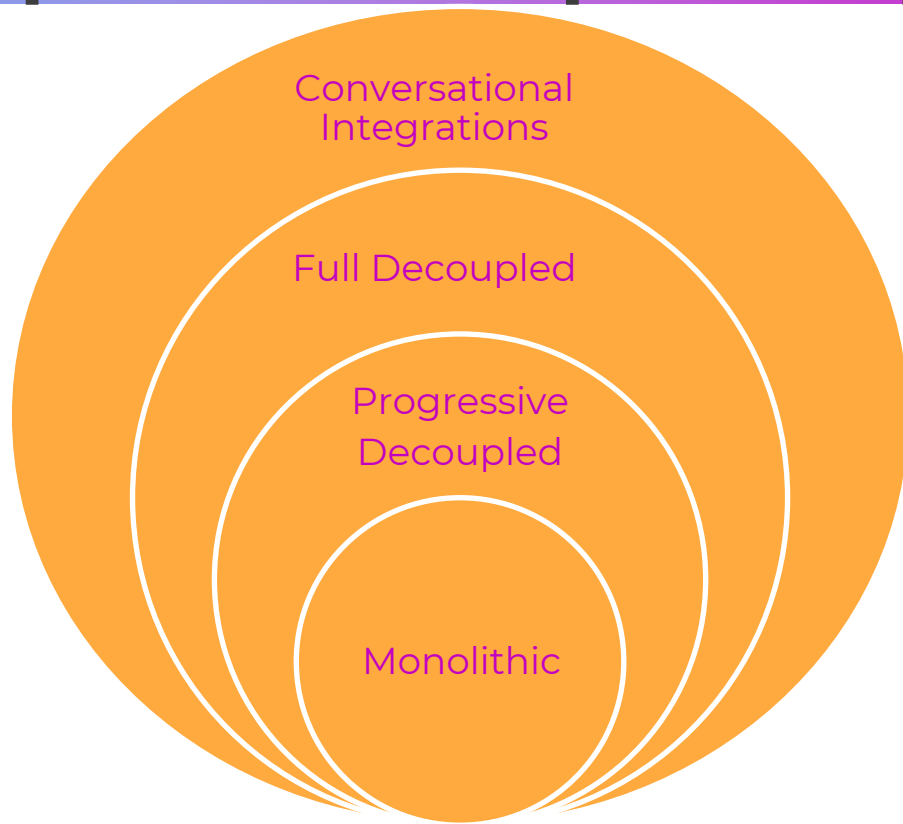 Conversational
Integrations
Full Decoupled
Progressive
Decoupled
Monolithic